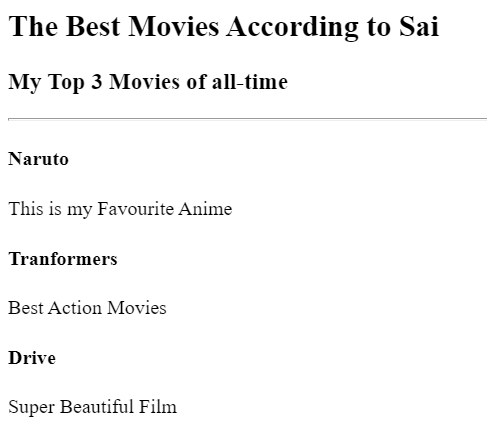 The Best Movies According to Sai
My Top 3 Movies of all-time
Naruto
This is my Favourite Anime
Tranformers
Best Action Movies
Drive
Super Beautiful Film